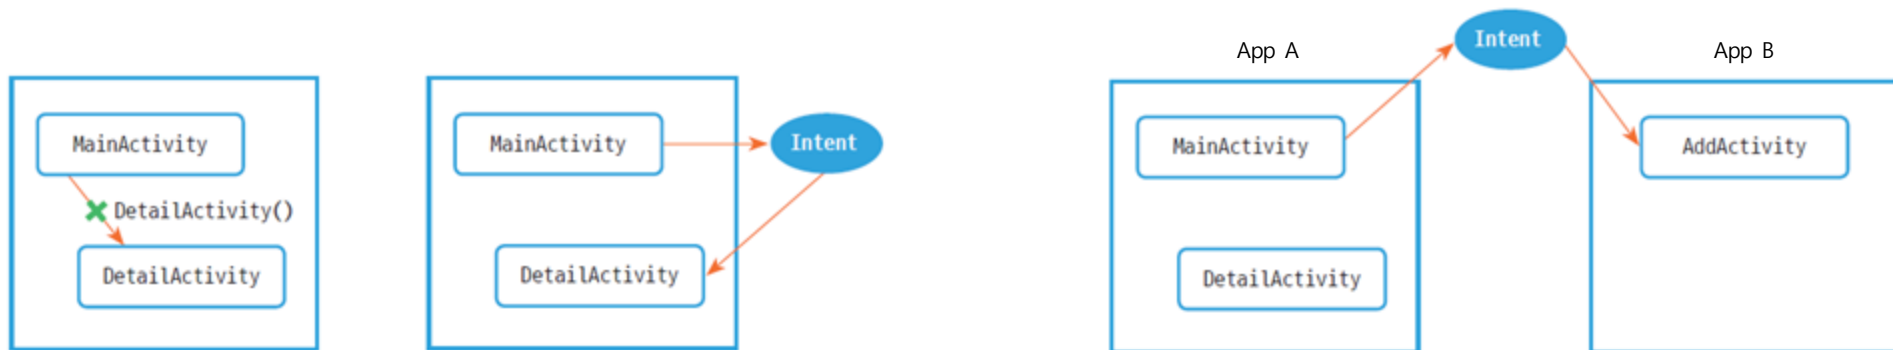 MainActivity
DetailActivity()
DetailActivity
MainActivity
Intent
DetailActivity
App A
MainActivity
DetailActivity
Intent
App B
AddActivity